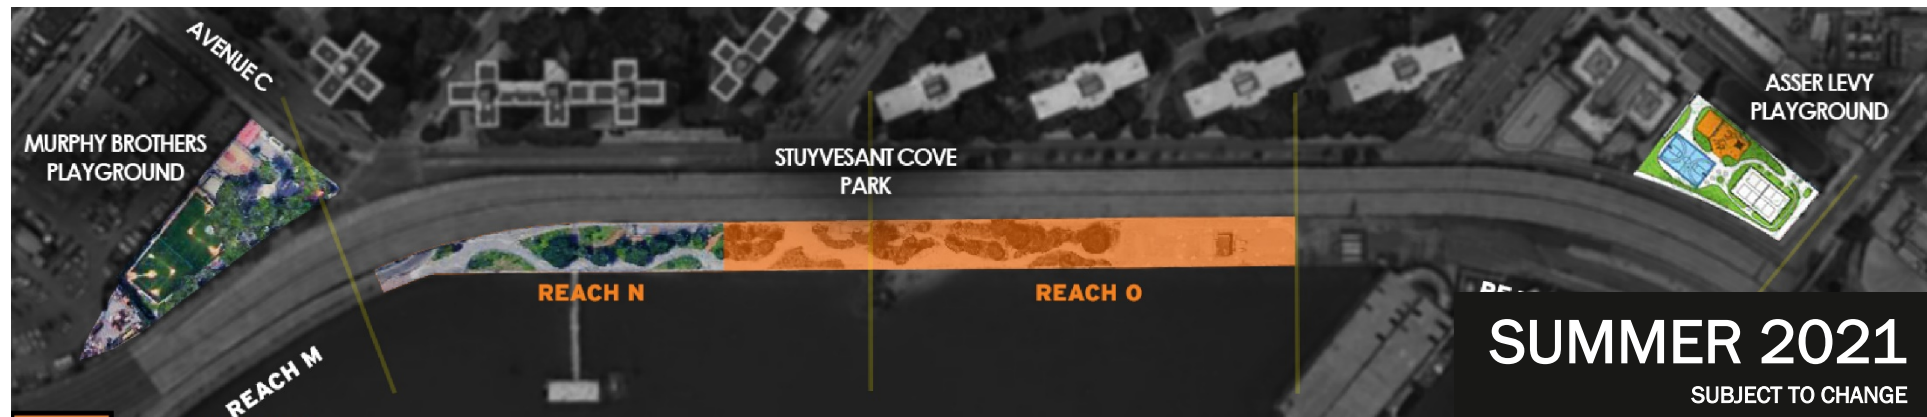 AVENUE C
MURPHY BROTHERS
PLAYGROUND
STUYVESANT COVE
PARK
ASSER LEVY
PLAYGROUND
REACH M
REACH N
REACH O
SUMMER 2021
SUBJECT TO CHANGE